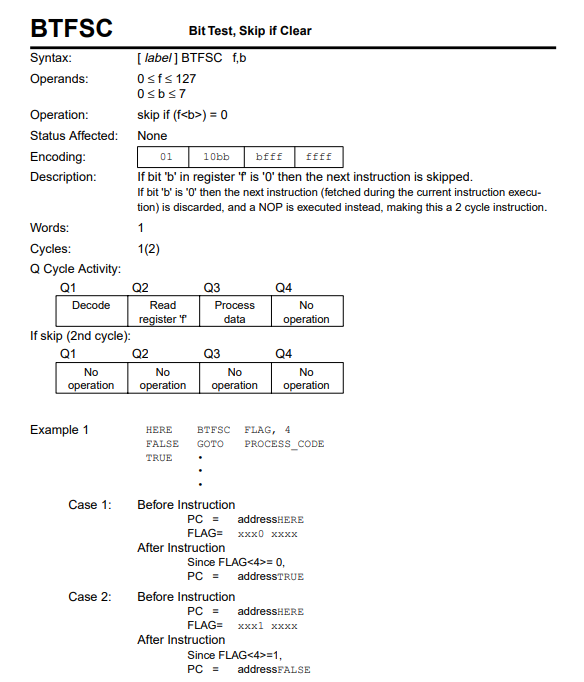 BTFSC Bit Test, Skip if Clear
Syntax: [ label ] BTFSC f,b
Operands: 0 ≤ f ≤ 127
0 ≤ b ≤ 7
Operation: skip if (f<b>) = 0
Status Affected: None
Encoding: 01 10bb bfff ffff
Description: If bit 'b' in register 'f' is '0' then the next instruction is skipped.
If bit 'b' is '0' then the next instruction (fetched during the current instruction execu-
tion) is discarded, and a NOP is executed instead, making this a 2 cycle instruction.
Words: 1
Cycles: 1(2)
Q Cycle Activity:
Q1 Q2 Q3 Q4
Decode Read Process No
register 'f' data operation
If skip (2nd cycle):
Q1 Q2 Q3 Q4
No No No No
operation operation operation operation
Example 1 HERE BTFSC FLAG, 4
FALSE GOTO PROCESS_CODE
TRUE •
•
•
Case 1: Before Instruction
PC = addressHERE
FLAG= xxx0 xxxx
After Instruction
Since FLAG<4>= 0,
PC = addressTRUE
Case 2: Before Instruction
PC = addressHERE
FLAG= xxx1 xxxx
After Instruction
Since FLAG<4>=1,
PC = addressFALSE